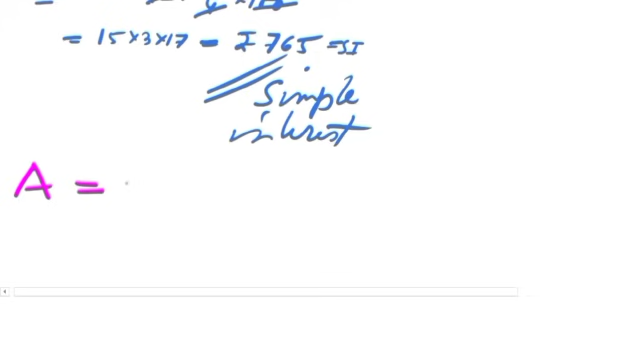 = 15×3×17 = ₹ 765 = SI
Simple
interest
A =